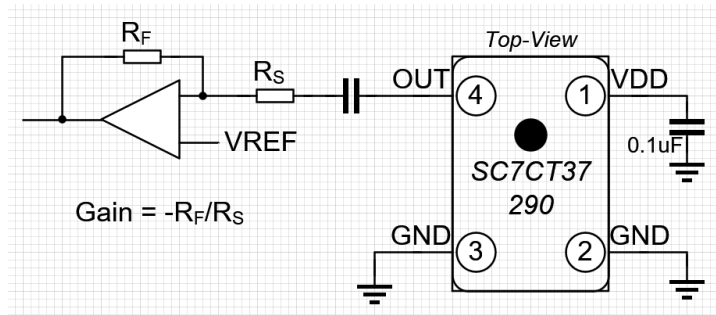 Top-View
RF
RS
OUT
4
1
VDD
VREF
0.1uF
SC7CT37
290
Gain = -RF/RS
GND
3
2
GND